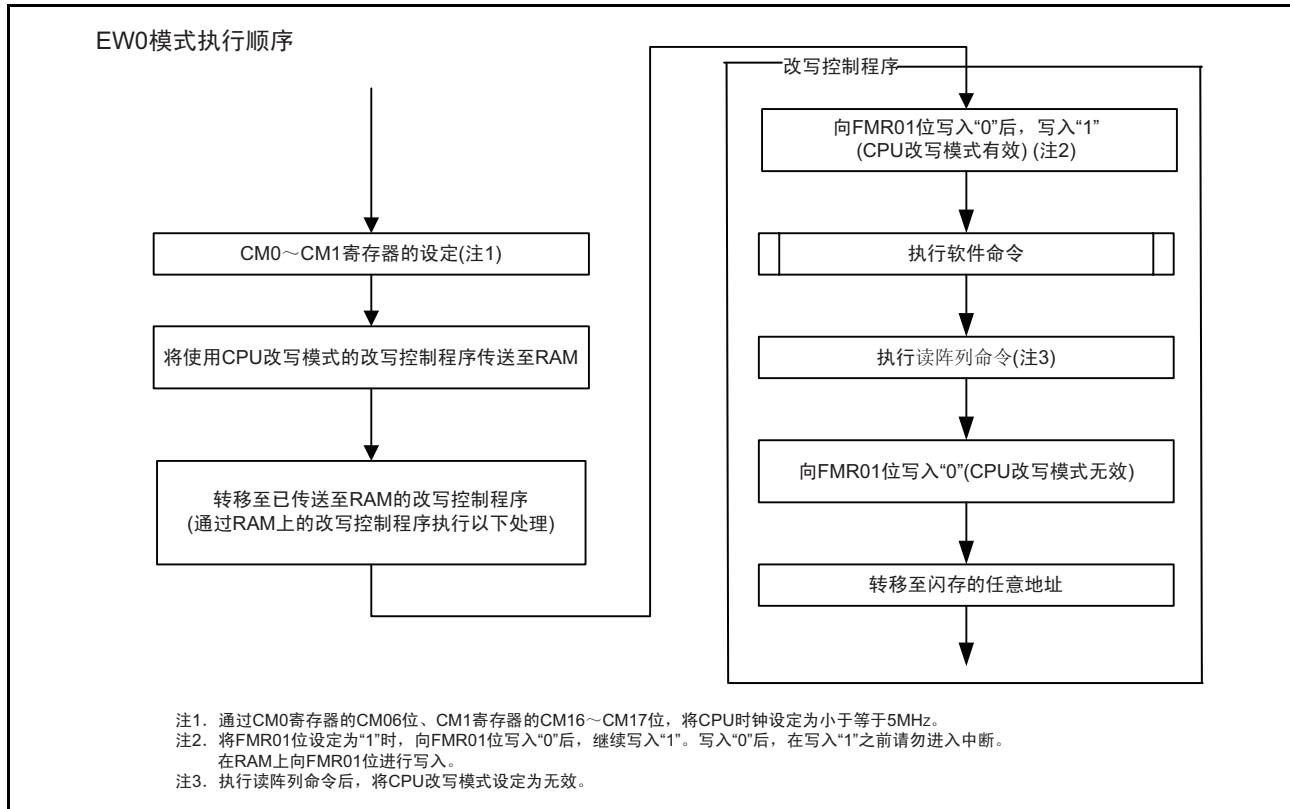 EW0模式执行顺序
CM0～CM1寄存器的设定(注1)
将使用CPU改写模式的改写控制程序传送至RAM
转移至已传送至RAM的改写控制程序
(通过RAM上的改写控制程序执行以下处理)
改写控制程序
向FMR01位写入“0”后，写入“1”
(CPU改写模式有效) (注2)
执行软件命令
执行读阵列命令(注3)
向FMR01位写入“0”(CPU改写模式无效)
转移至闪存的任意地址
注1．通过CM0寄存器的CM06位、CM1寄存器的CM16～CM17位，将CPU时钟设定为小于等于5MHz。
注2．将FMR01位设定为“1”时，向FMR01位写入“0”后，继续写入“1”。写入“0”后，在写入“1”之前请勿进入中断。
在RAM上向FMR01位进行写入。
注3．执行读阵列命令后，将CPU改写模式设定为无效。